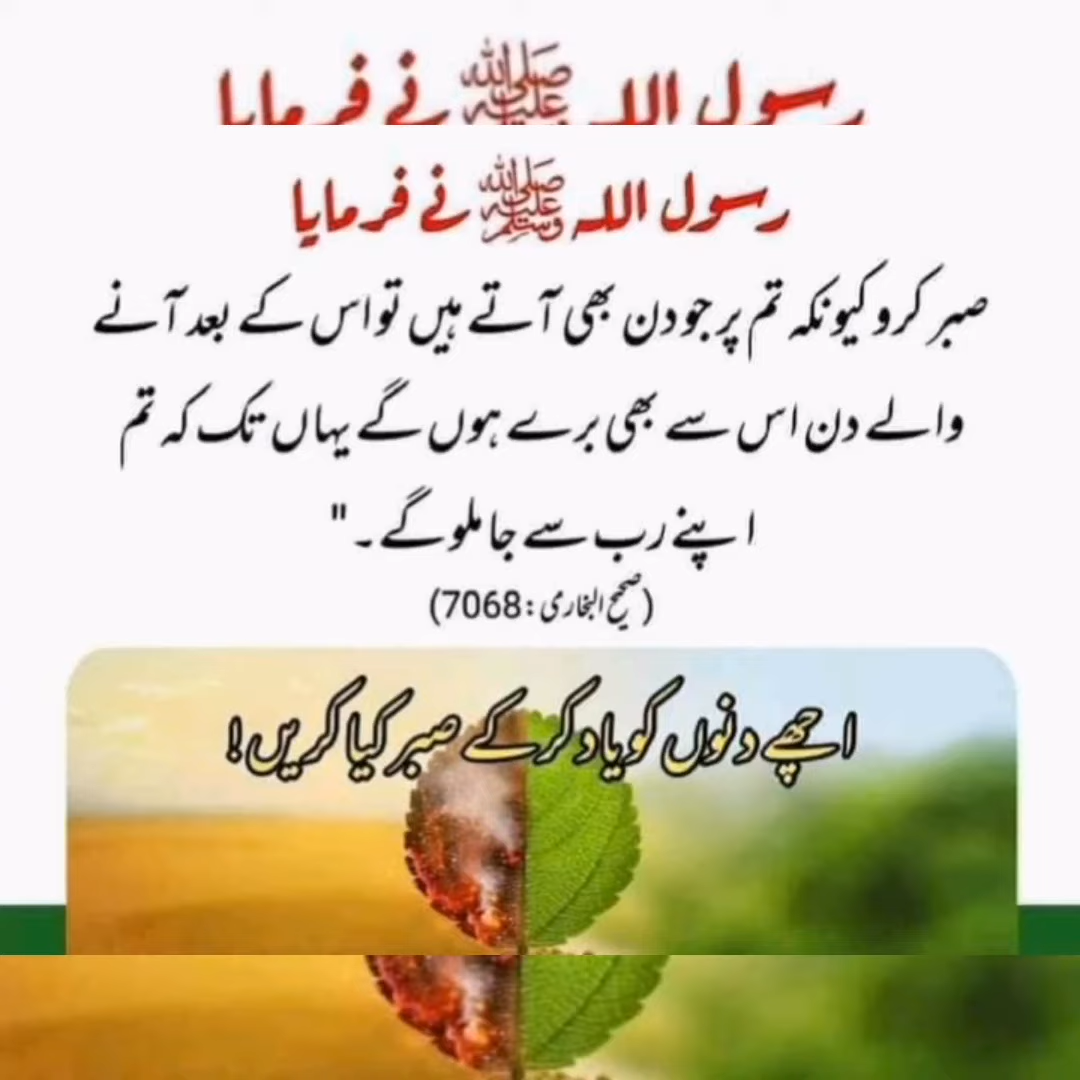 رسول اللہ ﷺ نے فرمایا
رسول اللہ ﷺ نے فرمایا
صبر کرو کیونکہ تم پر جو دن بھی آتے ہیں تو اس کے بعد آنے
والے دن اس سے بھی برے ہوں گے یہاں تک کہ تم
اپنے رب سے جا ملو گے۔"
(صحیح البخاری: 7068)
اچھے دنوں کو یاد کر کے صبر کیا کریں!